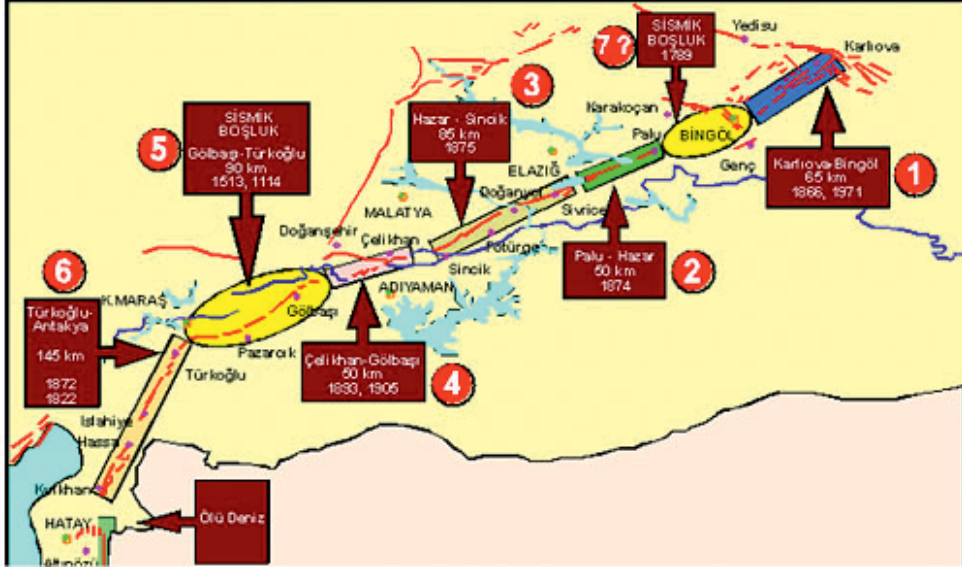 7 ?
SİSMİK
BOŞLUK
1789
Yedisu
Karlıova
3
Karakoçan
Hazar - Sincik
85 km
1875
SİSMİK
BOŞLUK
Gölbaşı-Türkoğlu
90 km
1513, 1114
5
Palu
BİNGÖL
ELAZIĞ
Genç
Karlıova-Bingöl
65 km
1866, 1971
1
Doğanyol
Sivrice
MALATYA
Doğanşehir
Çelikhan
Pötürge
Sincik
Palu - Hazar
50 km
1874
2
6
K.MARAŞ
ADIYAMAN
Gölbaşı
Türkoğlu-
Antakya
145 km
1872
1822
Pazarcık
Türkoğlu
Çelikhan-Gölbaşı
50 km
1893, 1905
4
Islahiye
Hassa
Kırıkhan
HATAY
Ölü Deniz
Altınözü